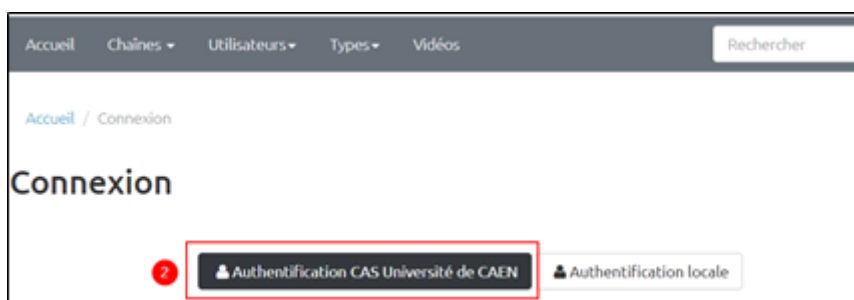 Accueil Chaînes Utilisateurs Types Vidéos Rechercher
Accueil / Connexion
Connexion
2 Authentification CAS Université de CAEN Authentification locale